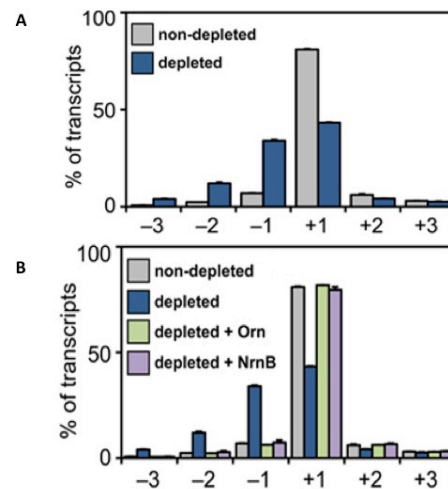 A
100
non-depleted
depleted
% of transcripts
50
0
−3 −2 −1 +1 +2 +3
B
100
non-depleted
depleted
depleted + Orn
depleted + NrnB
% of transcripts
50
0
−3 −2 −1 +1 +2 +3